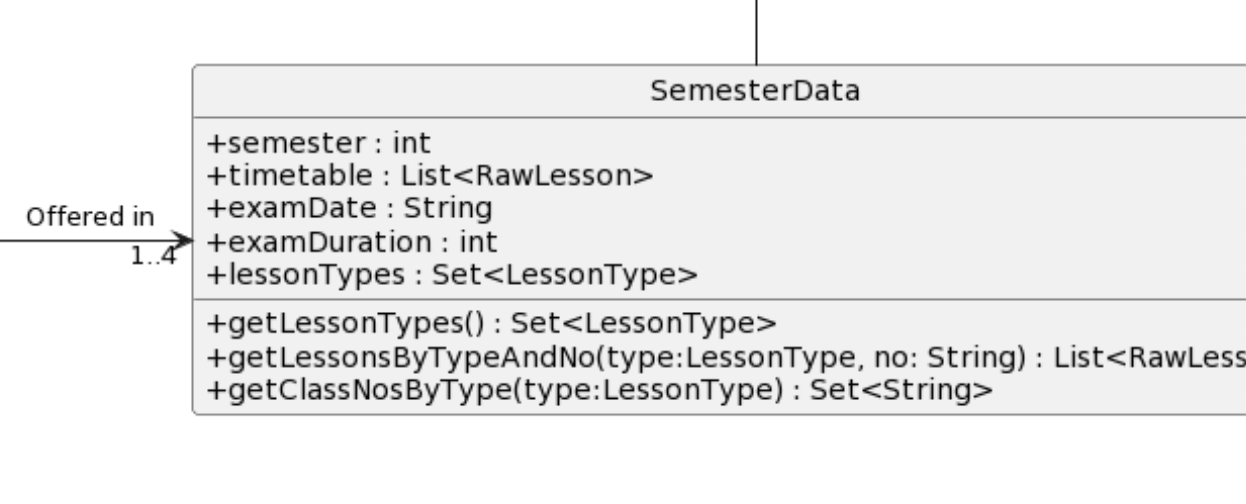 SemesterData
+semester : int
+timetable : List<RawLesson>
+examDate : String
Offered in
+examDuration : int
1..4
+lessonTypes : Set<LessonType>
+getLessonTypes() : Set<LessonType>
+getLessonsByTypeAndNo(type:LessonType, no: String) : List<RawLess
+getClassNosByType(type:LessonType) : Set<String>